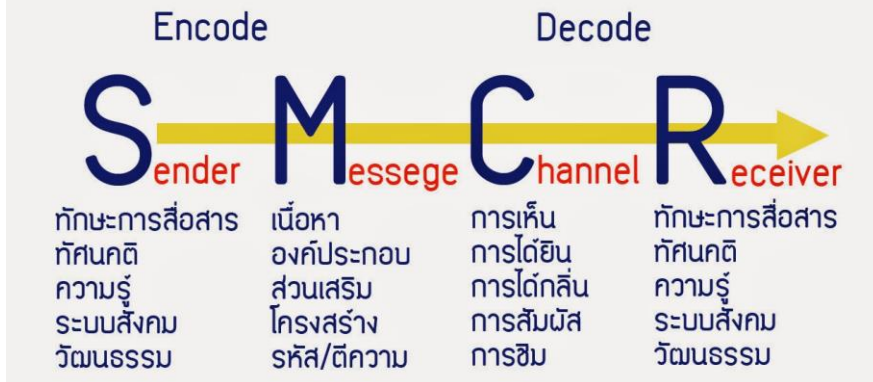 Encode Decode
Sender Messege Channel Receiver
ทักษะการสื่อสาร เนื้อหา การเห็น ทักษะการสื่อสาร
ทัศนคติ องค์ประกอบ การได้ยิน ทัศนคติ
ความรู้ ส่วนเสริม การได้กลิ่น ความรู้
ระบบสังคม โครงสร่าง การสัมผัส ระบบสังคม
วัฒนธรรม รหัส/ตีความ การชิม วัฒนธรรม